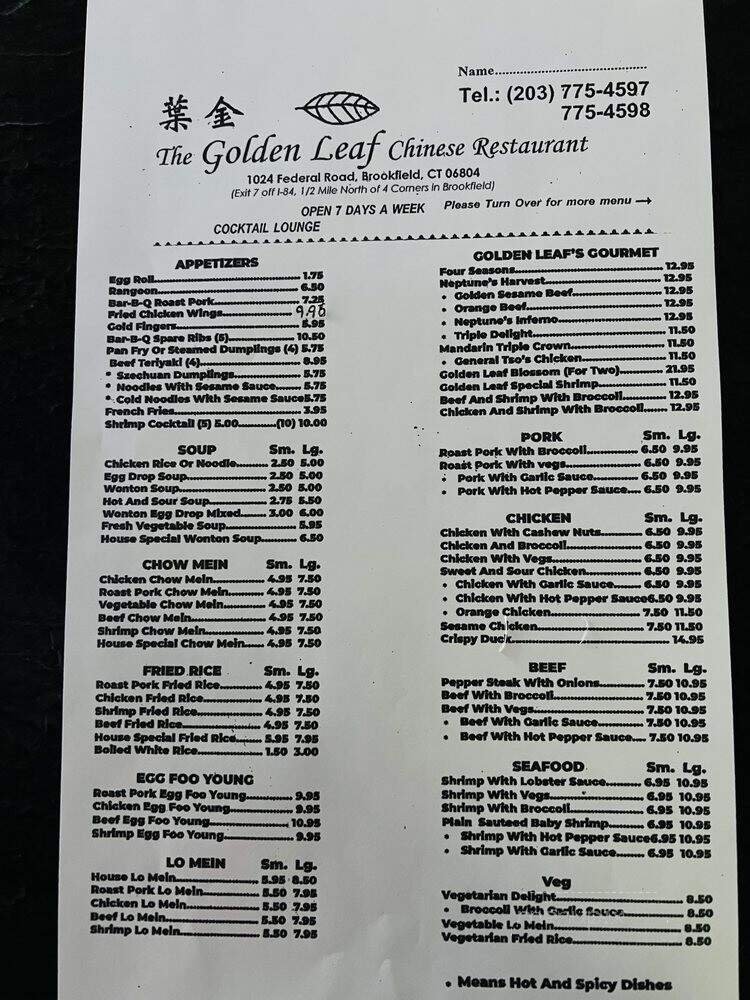 Name..........................................
Tel.: (203) 775-4597
775-4598
葉金
The Golden Leaf Chinese Restaurant
1024 Federal Road, Brookfield, CT 06804
(Exit 7 off I-84, 1/2 Mile North of 4 Corners In Brookfield)
OPEN 7 DAYS A WEEK Please Turn Over for more menu →
COCKTAIL LOUNGE
APPETIZERS
Egg Roll 1.75
Rangoon 6.50
Bar-B-Q Roast Pork 7.25
Fried Chicken Wings 9.98
Gold Fingers 5.95
Bar-B-Q Spare Ribs (5) 10.50
Pan Fry Or Steamed Dumplings (4) 5.75
Beef Teriyaki (4) 8.95
• Szechuan Dumplings 5.75
• Noodles With Sesame Sauce 5.75
• Cold Noodles With Sesame Sauce 5.75
French Fries 3.95
Shrimp Cocktail (5) 5.00 (10) 10.00
SOUP Sm. Lg.
Chicken Rice Or Noodle 2.50 5.00
Egg Drop Soup 2.50 5.00
Wonton Soup 2.50 5.00
Hot And Sour Soup 2.75 5.50
Wonton Egg Drop Mixed 3.00 6.00
Fresh Vegetable Soup 5.95
House Special Wonton Soup 6.50
CHOW MEIN Sm. Lg.
Chicken Chow Mein 4.95 7.50
Roast Pork Chow Mein 4.95 7.50
Vegetable Chow Mein 4.95 7.50
Beef Chow Mein 4.95 7.50
Shrimp Chow Mein 4.95 7.50
House Special Chow Mein 4.95 7.50
FRIED RICE Sm. Lg.
Roast Pork Fried Rice 4.95 7.50
Chicken Fried Rice 4.95 7.50
Shrimp Fried Rice 4.95 7.50
Beef Fried Rice 4.95 7.50
House Special Fried Rice 5.95 7.95
Boiled White Rice 1.50 3.00
EGG FOO YOUNG
Roast Pork Egg Foo Young 9.95
Chicken Egg Foo Young 9.95
Beef Egg Foo Young 10.95
Shrimp Egg Foo Young 9.95
LO MEIN Sm. Lg.
House Lo Mein 5.95 8.50
Roast Pork Lo Mein 5.50 7.95
Chicken Lo Mein 5.50 7.95
Beef Lo Mein 5.50 7.95
Shrimp Lo Mein 5.50 7.95
GOLDEN LEAF'S GOURMET
Four Seasons 12.95
Neptune's Harvest 12.95
• Golden Sesame Beef 12.95
• Orange Beef 12.95
• Neptune's Inferno 12.95
• Triple Delight 11.50
Mandarin Triple Crown 11.50
• General Tso's Chicken 11.50
Golden Leaf Blossom (For Two) 21.95
Golden Leaf Special Shrimp 11.50
Beef And Shrimp With Broccoli 12.95
Chicken And Shrimp With Broccoli 12.95
PORK Sm. Lg.
Roast Pork With Broccoli 6.50 9.95
Roast Pork With vegs 6.50 9.95
• Pork With Garlic Sauce 6.50 9.95
• Pork With Hot Pepper Sauce 6.50 9.95
CHICKEN Sm. Lg.
Chicken With Cashew Nuts 6.50 9.95
Chicken And Broccoli 6.50 9.95
Chicken With Vegs 6.50 9.95
Sweet And Sour Chicken 6.50 9.95
• Chicken With Garlic Sauce 6.50 9.95
• Chicken With Hot Pepper Sauce 6.50 9.95
• Orange Chicken 7.50 11.50
Sesame Chicken 7.50 11.50
Crispy Duck 14.95
BEEF Sm. Lg.
Pepper Steak With Onions 7.50 10.95
Beef With Broccoli 7.50 10.95
Beef With Vegs 7.50 10.95
• Beef With Garlic Sauce 7.50 10.95
• Beef With Hot Pepper Sauce 7.50 10.95
SEAFOOD Sm. Lg.
Shrimp With Lobster Sauce 6.95 10.95
Shrimp With Vegs 6.95 10.95
Shrimp With Broccoli 6.95 10.95
Plain Sauteed Baby Shrimp 6.95 10.95
• Shrimp With Hot Pepper Sauce 6.95 10.95
• Shrimp With Garlic Sauce 6.95 10.95
Veg
Vegetarian Delight 8.50
• Broccoli With Garlic Sauce 8.50
Vegetable Lo Mein 8.50
Vegetarian Fried Rice 8.50
• Means Hot And Spicy Dishes